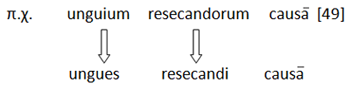 π.χ. unguium resecandorum causā [49]
ungues resecandi causā